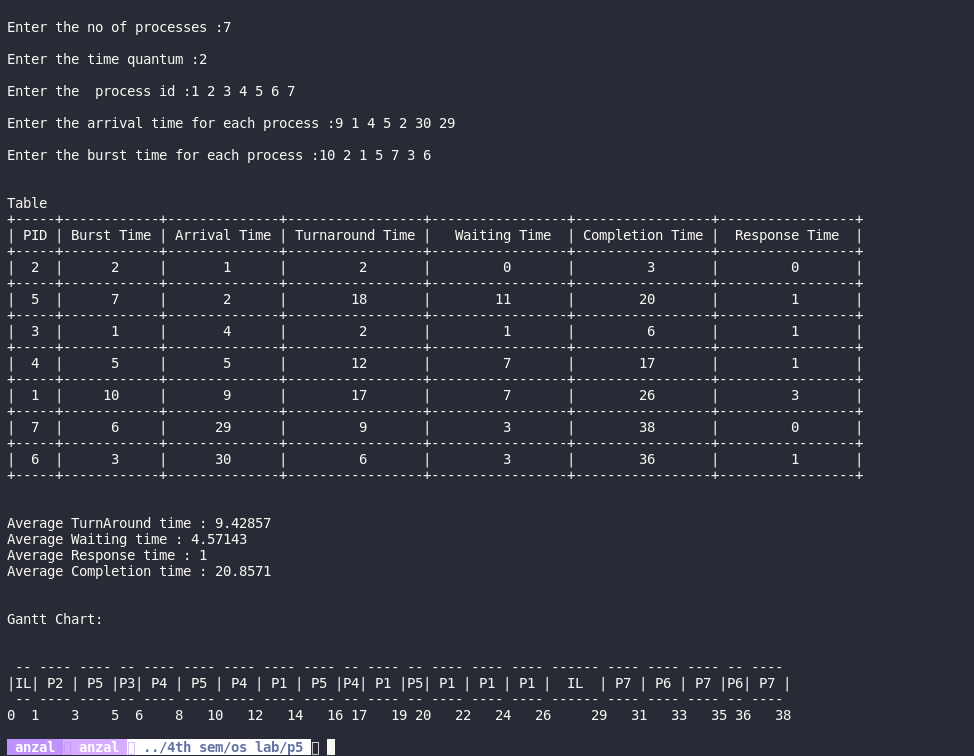 Enter the no of processes :7
Enter the time quantum :2
Enter the  process id :1 2 3 4 5 6 7
Enter the arrival time for each process :9 1 4 5 2 30 29
Enter the burst time for each process :10 2 1 5 7 3 6
Table
+-----+------------+--------------+-----------------+-----------------+-----------------+-----------------+
| PID | Burst Time | Arrival Time | Turnaround Time |   Waiting Time  | Completion Time |  Response Time  |
+-----+------------+--------------+-----------------+-----------------+-----------------+-----------------+
|  2  |      2     |       1      |         2       |         0       |         3       |         0       |
+-----+------------+--------------+-----------------+-----------------+-----------------+-----------------+
|  5  |      7     |       2      |        18       |        11       |        20       |         1       |
+-----+------------+--------------+-----------------+-----------------+-----------------+-----------------+
|  3  |      1     |       4      |         2       |         1       |         6       |         1       |
+-----+------------+--------------+-----------------+-----------------+-----------------+-----------------+
|  4  |      5     |       5      |        12       |         7       |        17       |         1       |
+-----+------------+--------------+-----------------+-----------------+-----------------+-----------------+
|  1  |     10     |       9      |        17       |         7       |        26       |         3       |
+-----+------------+--------------+-----------------+-----------------+-----------------+-----------------+
|  7  |      6     |      29      |         9       |         3       |        38       |         0       |
+-----+------------+--------------+-----------------+-----------------+-----------------+-----------------+
|  6  |      3     |      30      |         6       |         3       |        36       |         1       |
+-----+------------+--------------+-----------------+-----------------+-----------------+-----------------+
Average TurnAround time : 9.42857
Average Waiting time : 4.57143
Average Response time : 1
Average Completion time : 20.8571
Gantt Chart:
 -- ---- ---- -- ---- ---- ---- ---- ---- -- ---- -- ---- ---- ---- ------ ---- ---- ---- -- ----
|IL| P2 | P5 |P3| P4 | P5 | P4 | P1 | P5 |P4| P1 |P5| P1 | P1 | P1 |  IL  | P7 | P6 | P7 |P6| P7 |
 -- ---- ---- -- ---- ---- ---- ---- ---- -- ---- -- ---- ---- ---- ------ ---- ---- ---- -- ----
0  1    3    5  6    8   10   12   14   16 17   19 20   22   24   26     29   31   33   35 36   38
anzal anzal ../4th sem/os lab/p5